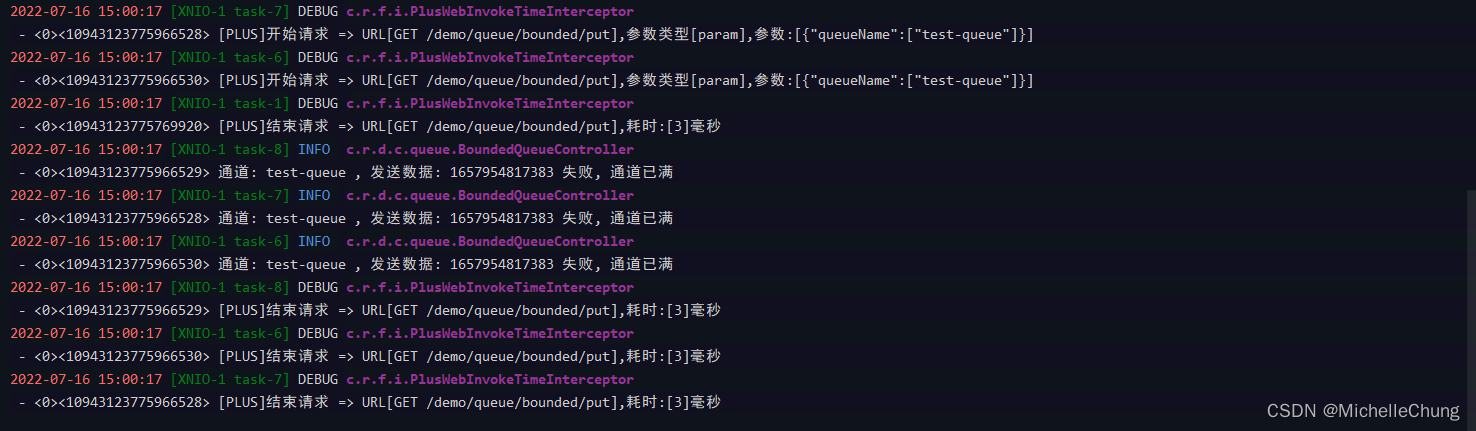 2022-07-16 15:00:17 [XNIO-1 task-7] DEBUG c.r.f.i.PlusWebInvokeTimeInterceptor
- <0><10943123775966528> [PLUS]开始请求 => URL[GET /demo/queue/bounded/put],参数类型[param],参数:[{"queueName":["test-queue"]}]
2022-07-16 15:00:17 [XNIO-1 task-6] DEBUG c.r.f.i.PlusWebInvokeTimeInterceptor
- <0><10943123775966530> [PLUS]开始请求 => URL[GET /demo/queue/bounded/put],参数类型[param],参数:[{"queueName":["test-queue"]}]
2022-07-16 15:00:17 [XNIO-1 task-1] DEBUG c.r.f.i.PlusWebInvokeTimeInterceptor
- <0><10943123775769920> [PLUS]结束请求 => URL[GET /demo/queue/bounded/put],耗时:[3]毫秒
2022-07-16 15:00:17 [XNIO-1 task-8] INFO  c.r.d.c.queue.BoundedQueueController
- <0><10943123775966529> 通道: test-queue , 发送数据: 1657954817383 失败, 通道已满
2022-07-16 15:00:17 [XNIO-1 task-7] INFO  c.r.d.c.queue.BoundedQueueController
- <0><10943123775966528> 通道: test-queue , 发送数据: 1657954817383 失败, 通道已满
2022-07-16 15:00:17 [XNIO-1 task-6] INFO  c.r.d.c.queue.BoundedQueueController
- <0><10943123775966530> 通道: test-queue , 发送数据: 1657954817383 失败, 通道已满
2022-07-16 15:00:17 [XNIO-1 task-8] DEBUG c.r.f.i.PlusWebInvokeTimeInterceptor
- <0><10943123775966529> [PLUS]结束请求 => URL[GET /demo/queue/bounded/put],耗时:[3]毫秒
2022-07-16 15:00:17 [XNIO-1 task-6] DEBUG c.r.f.i.PlusWebInvokeTimeInterceptor
- <0><10943123775966530> [PLUS]结束请求 => URL[GET /demo/queue/bounded/put],耗时:[3]毫秒
2022-07-16 15:00:17 [XNIO-1 task-7] DEBUG c.r.f.i.PlusWebInvokeTimeInterceptor
- <0><10943123775966528> [PLUS]结束请求 => URL[GET /demo/queue/bounded/put],耗时:[3]毫秒
CSDN @MichelleChung